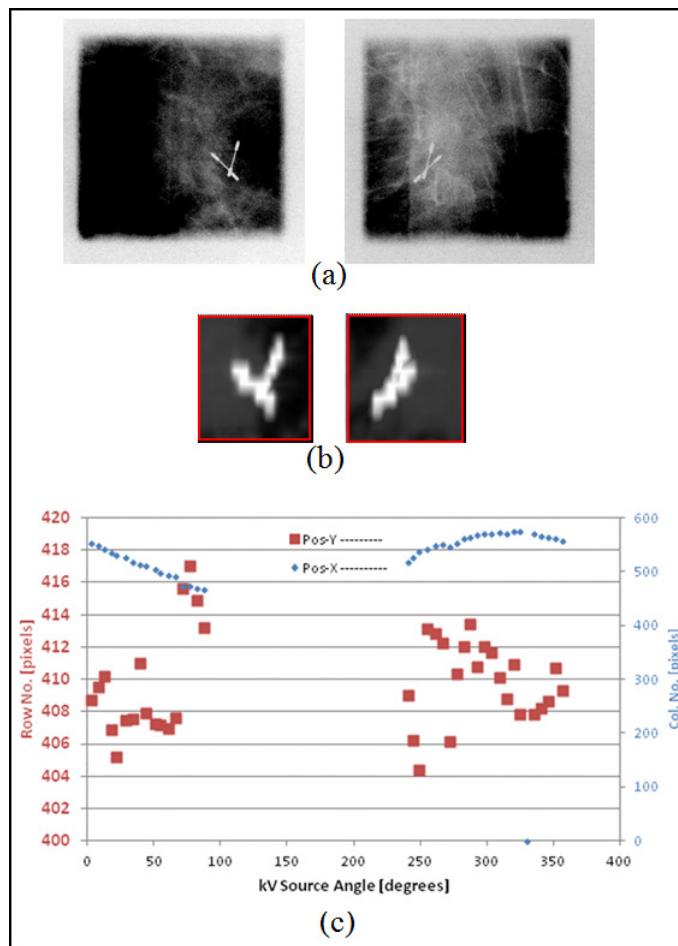 (a)
(b)
420
418
416
414
412
410
408
406
404
402
400
Row No. [pixels]
Pos-Y ---------
Pos-X ---------
600
500
400
300
200
100
0
Col. No. [pixels]
0 50 100 150 200 250 300 350 400
kV Source Angle [degrees]
(c)